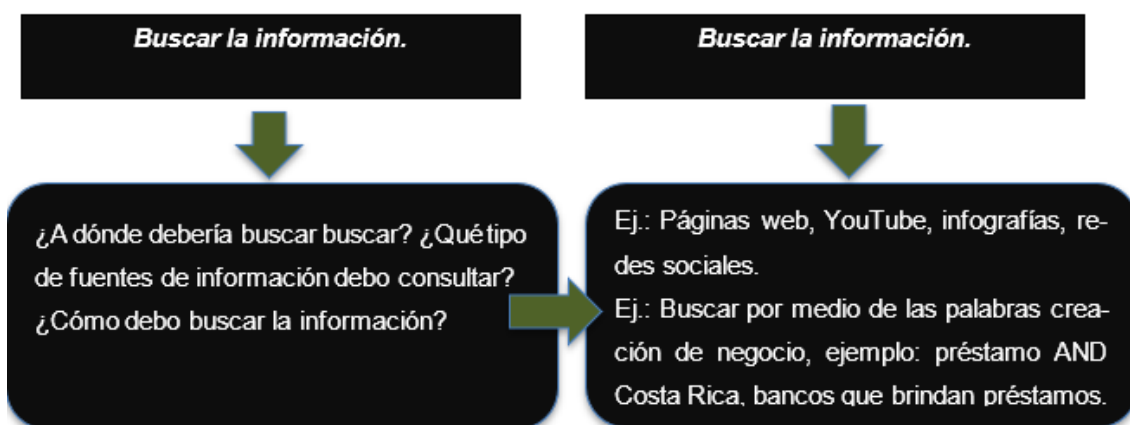 Buscar la información.
Buscar la información.
¿A dónde debería buscar buscar? ¿Qué tipo
de fuentes de información debo consultar?
¿Cómo debo buscar la información?
Ej.: Páginas web, YouTube, infografías, re-
des sociales.
Ej.: Buscar por medio de las palabras crea-
ción de negocio, ejemplo: préstamo AND
Costa Rica, bancos que brindan préstamos.